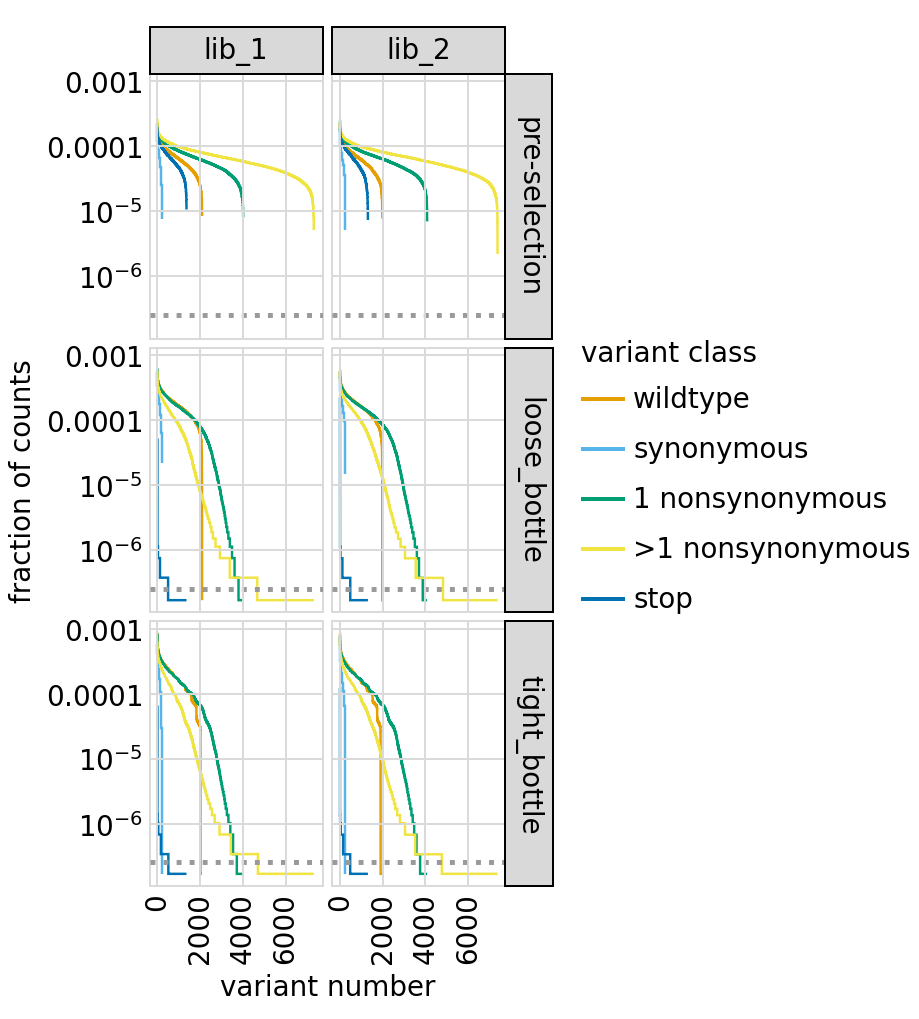 lib_1
lib_2
0.001
0.0001
10⁻⁵
10⁻⁶
pre-selection
0.001
0.0001
10⁻⁵
10⁻⁶
loose_bottle
0.001
0.0001
10⁻⁵
10⁻⁶
tight_bottle
0
2000
4000
6000
0
2000
4000
6000
variant number
fraction of counts
variant class
wildtype
synonymous
1 nonsynonymous
>1 nonsynonymous
stop